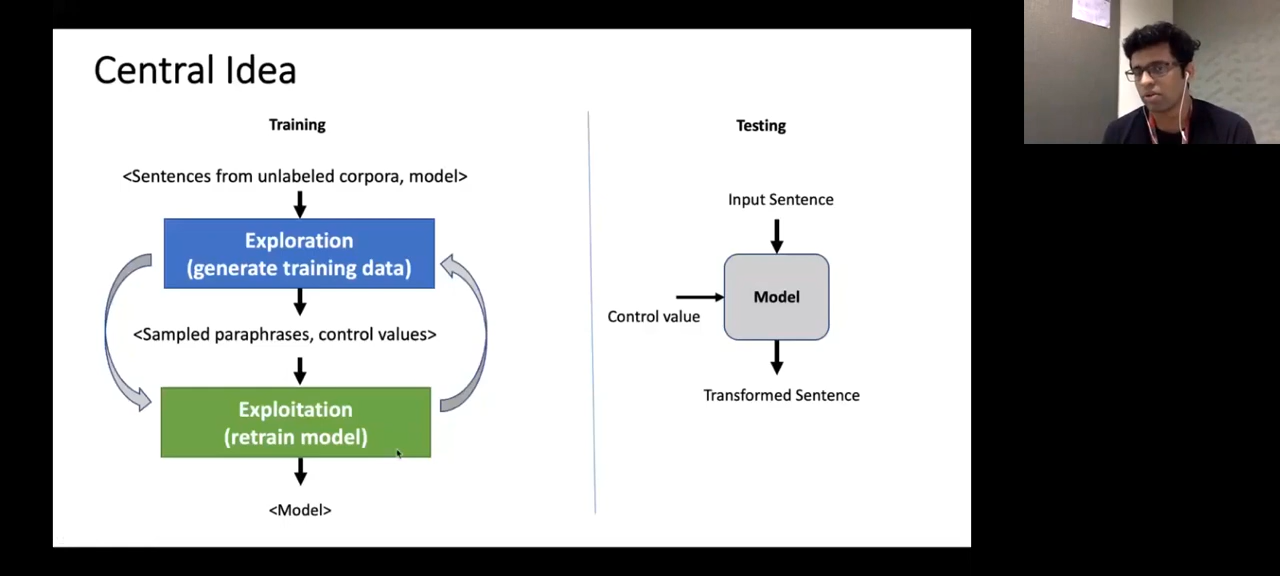 Central Idea
Training
<Sentences from unlabeled corpora, model>
Exploration
(generate training data)
<Sampled paraphrases, control values>
Exploitation
(retrain model)
<Model>
Testing
Input Sentence
Model
Control value
Transformed Sentence